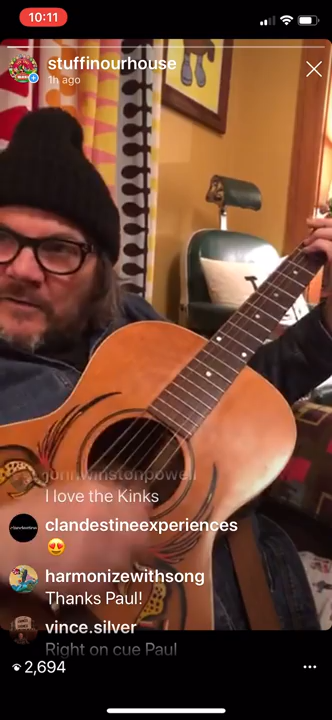 10:11
stuffinourhouse
1h ago
johnwinstonpowell
I love the Kinks
clandestineexperiences
😍
harmonizewithsong
Thanks Paul!
vince.silver
Right on cue Paul
2,694